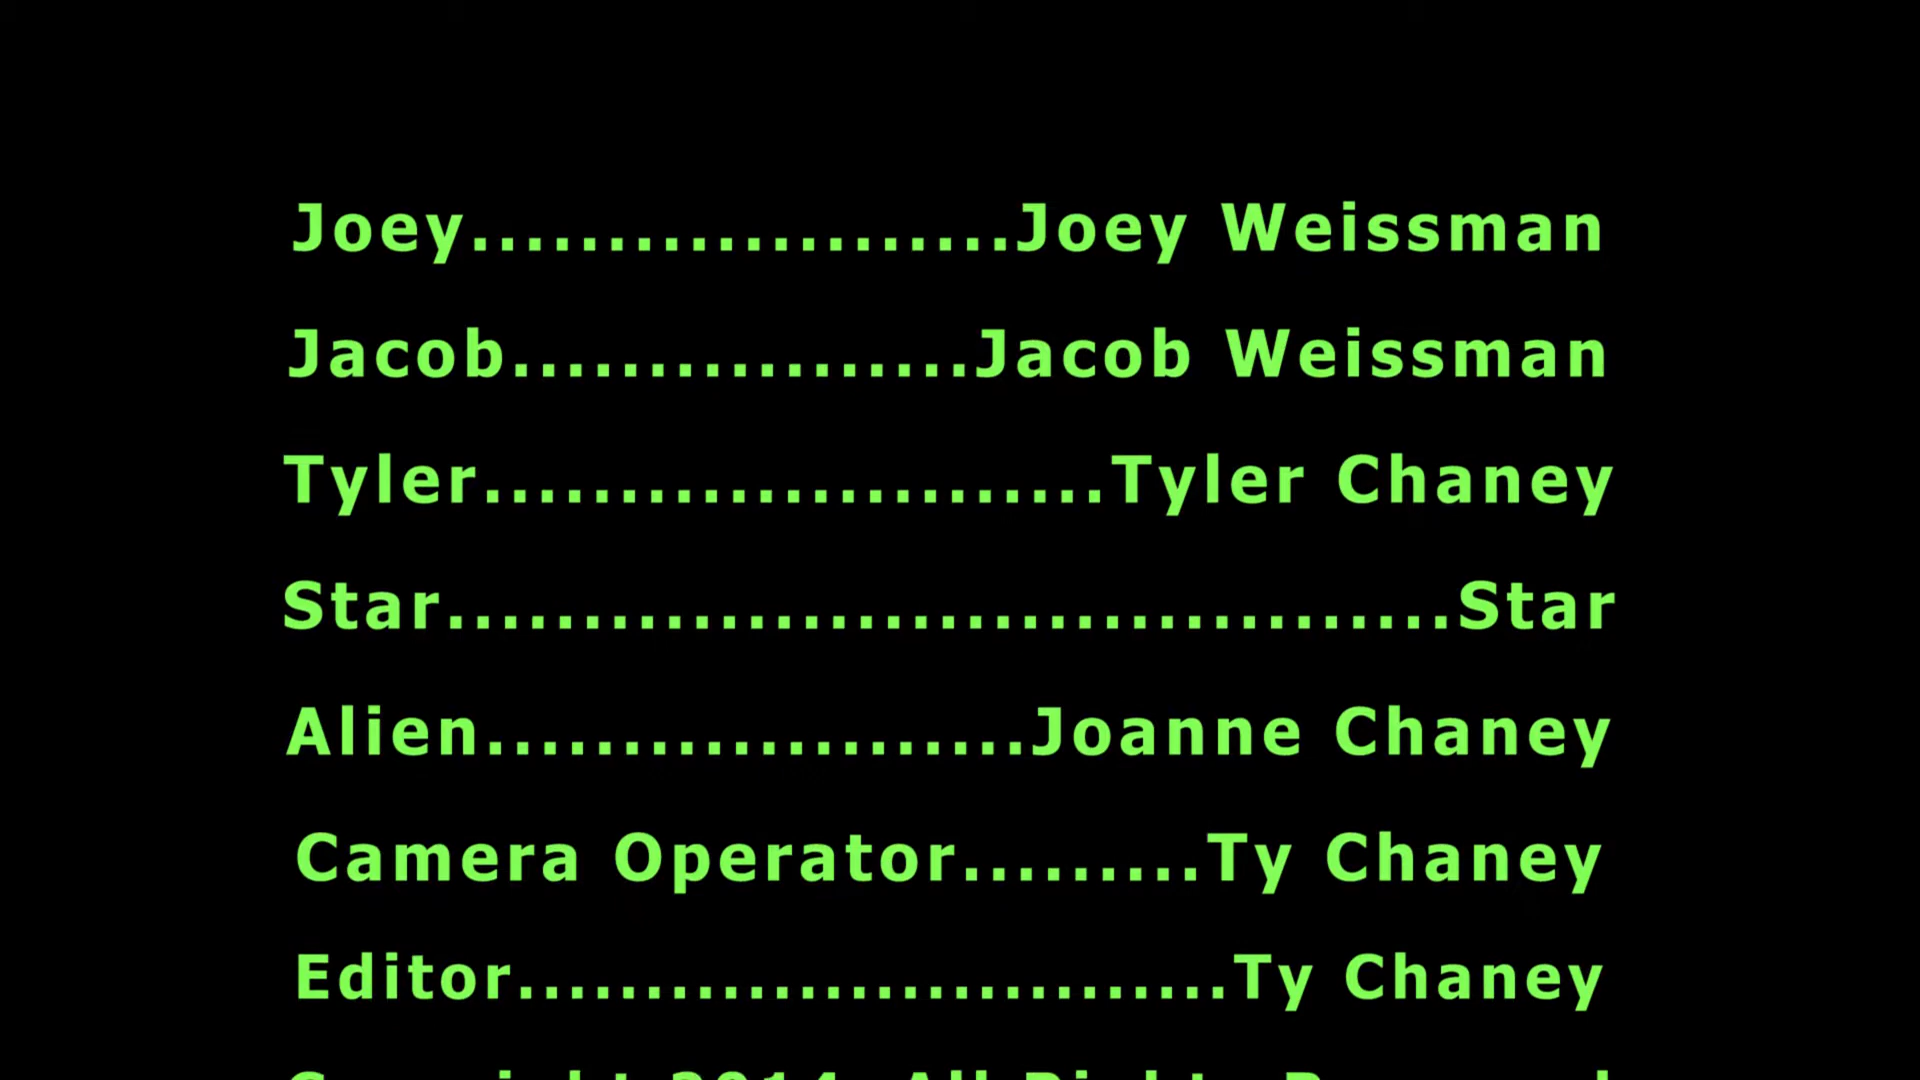 Joey....................Joey Weissman
Jacob.................Jacob Weissman
Tyler.......................Tyler Chaney
Star.....................................Star
Alien....................Joanne Chaney
Camera Operator.........Ty Chaney
Editor............................Ty Chaney